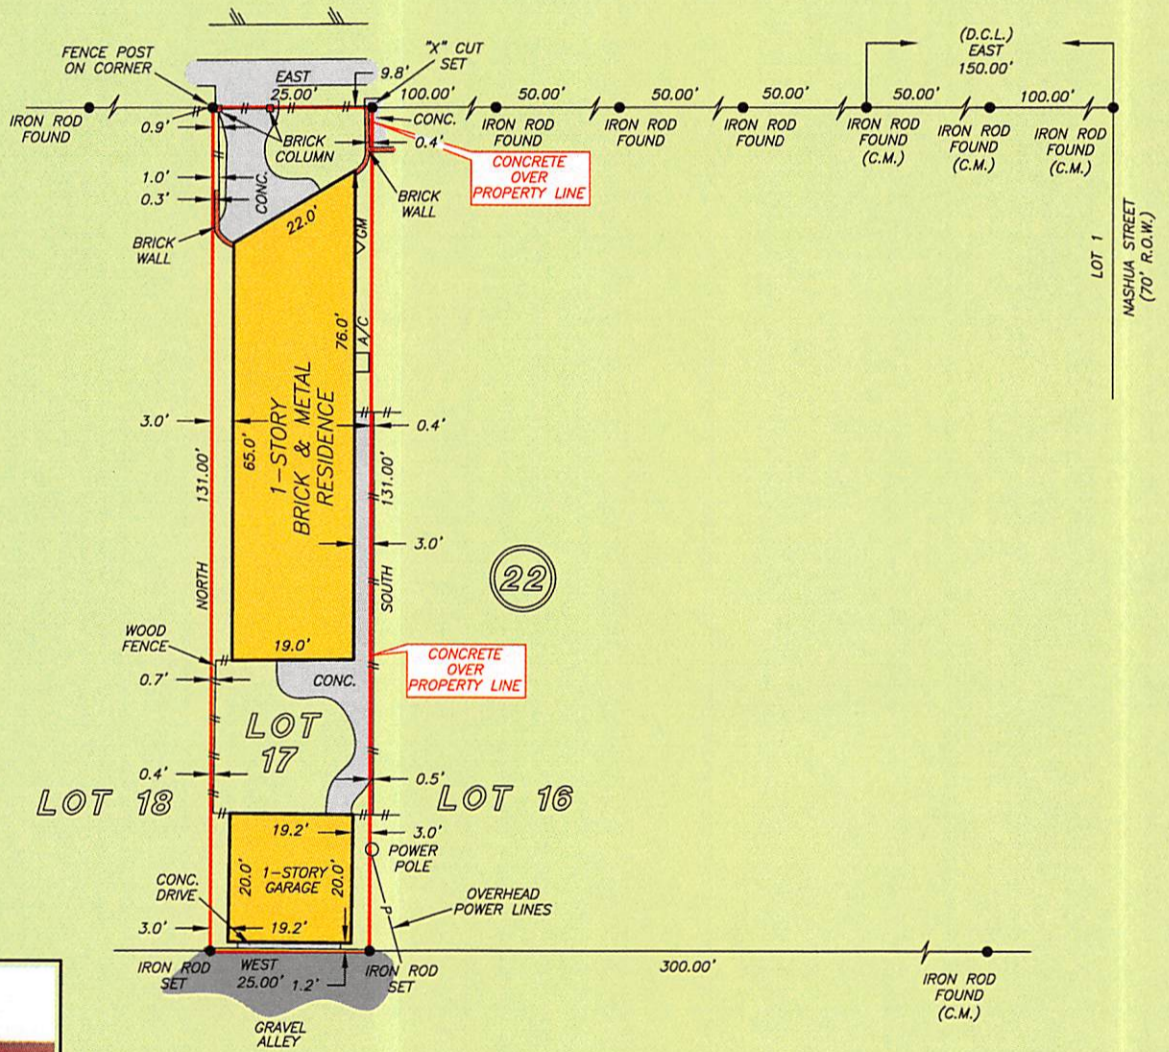 FENCE POST
ON CORNER
"X" CUT
SET
(D.C.L.)
EAST
150.00'
EAST
25.00'
9.8'
100.00'
50.00'
50.00'
50.00'
50.00'
100.00'
IRON ROD
FOUND
IRON ROD
FOUND
IRON ROD
FOUND
IRON ROD
FOUND
IRON ROD
FOUND
(C.M.)
IRON ROD
FOUND
(C.M.)
IRON ROD
FOUND
(C.M.)
CONC.
0.9'
BRICK
COLUMN
0.4'
CONCRETE
OVER
PROPERTY LINE
1.0'
0.3'
CONC.
BRICK
WALL
BRICK
WALL
22.0'
GM
LOT 1
NASHUA STREET
(70' R.O.W.)
76.0'
A/C
1-STORY
BRICK & METAL
RESIDENCE
3.0'
65.0'
0.4'
131.00'
131.00'
3.0'
NORTH
SOUTH
22
WOOD
FENCE
19.0'
CONCRETE
OVER
PROPERTY LINE
0.7'
CONC.
LOT
17
0.4'
0.5'
LOT 18
LOT 16
19.2'
3.0'
POWER
POLE
20.0'
1-STORY
GARAGE
20.0'
CONC.
DRIVE
OVERHEAD
POWER LINES
P
3.0'
19.2'
IRON ROD
SET
WEST
25.00'
1.2'
IRON ROD
SET
300.00'
IRON ROD
FOUND
(C.M.)
GRAVEL
ALLEY